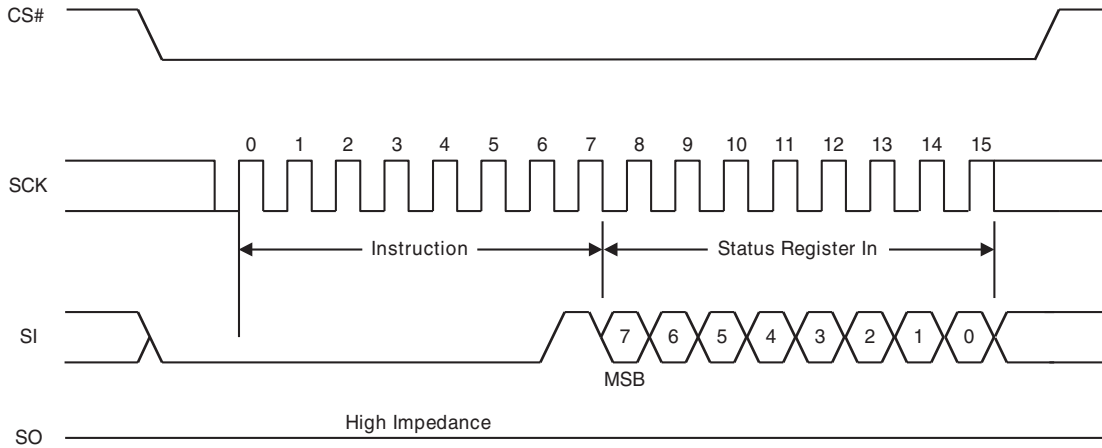 CS#
0 1 2 3 4 5 6 7 8 9 10 11 12 13 14 15
SCK
Instruction Status Register In
SI 7 6 5 4 3 2 1 0
MSB
High Impedance
SO